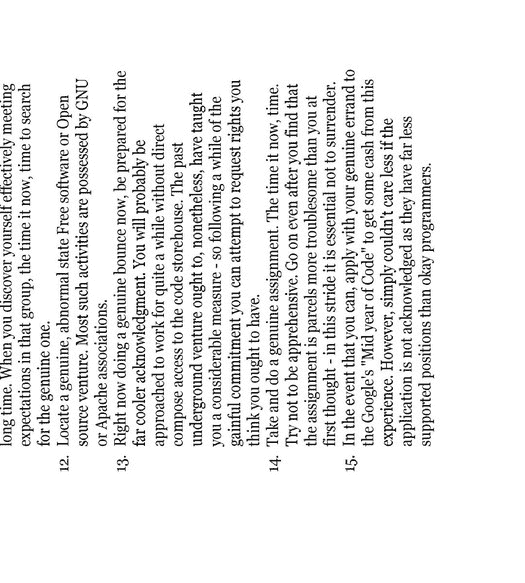 long time. When you discover yourself effectively meeting
expectations in that group, the time it now, time to search
for the genuine one.
12. Locate a genuine, abnormal state Free software or Open
source venture. Most such activities are possessed by GNU
or Apache associations.
13. Right now doing a genuine bounce now, be prepared for the
far cooler acknowledgment. You will probably be
approached to work for quite a while without direct
compose access to the code storehouse. The past
underground venture ought to, nonetheless, have taught
you a considerable measure - so following a while of the
gainful commitment you can attempt to request rights you
think you ought to have.
14. Take and do a genuine assignment. The time it now, time.
Try not to be apprehensive. Go on even after you find that
the assignment is parcels more troublesome than you at
first thought - in this stride it is essential not to surrender.
15. In the event that you can, apply with your genuine errand to
the Google's "Mid year of Code" to get some cash from this
experience. However, simply couldn't care less if the
application is not acknowledged as they have far less
supported positions than okay programmers.